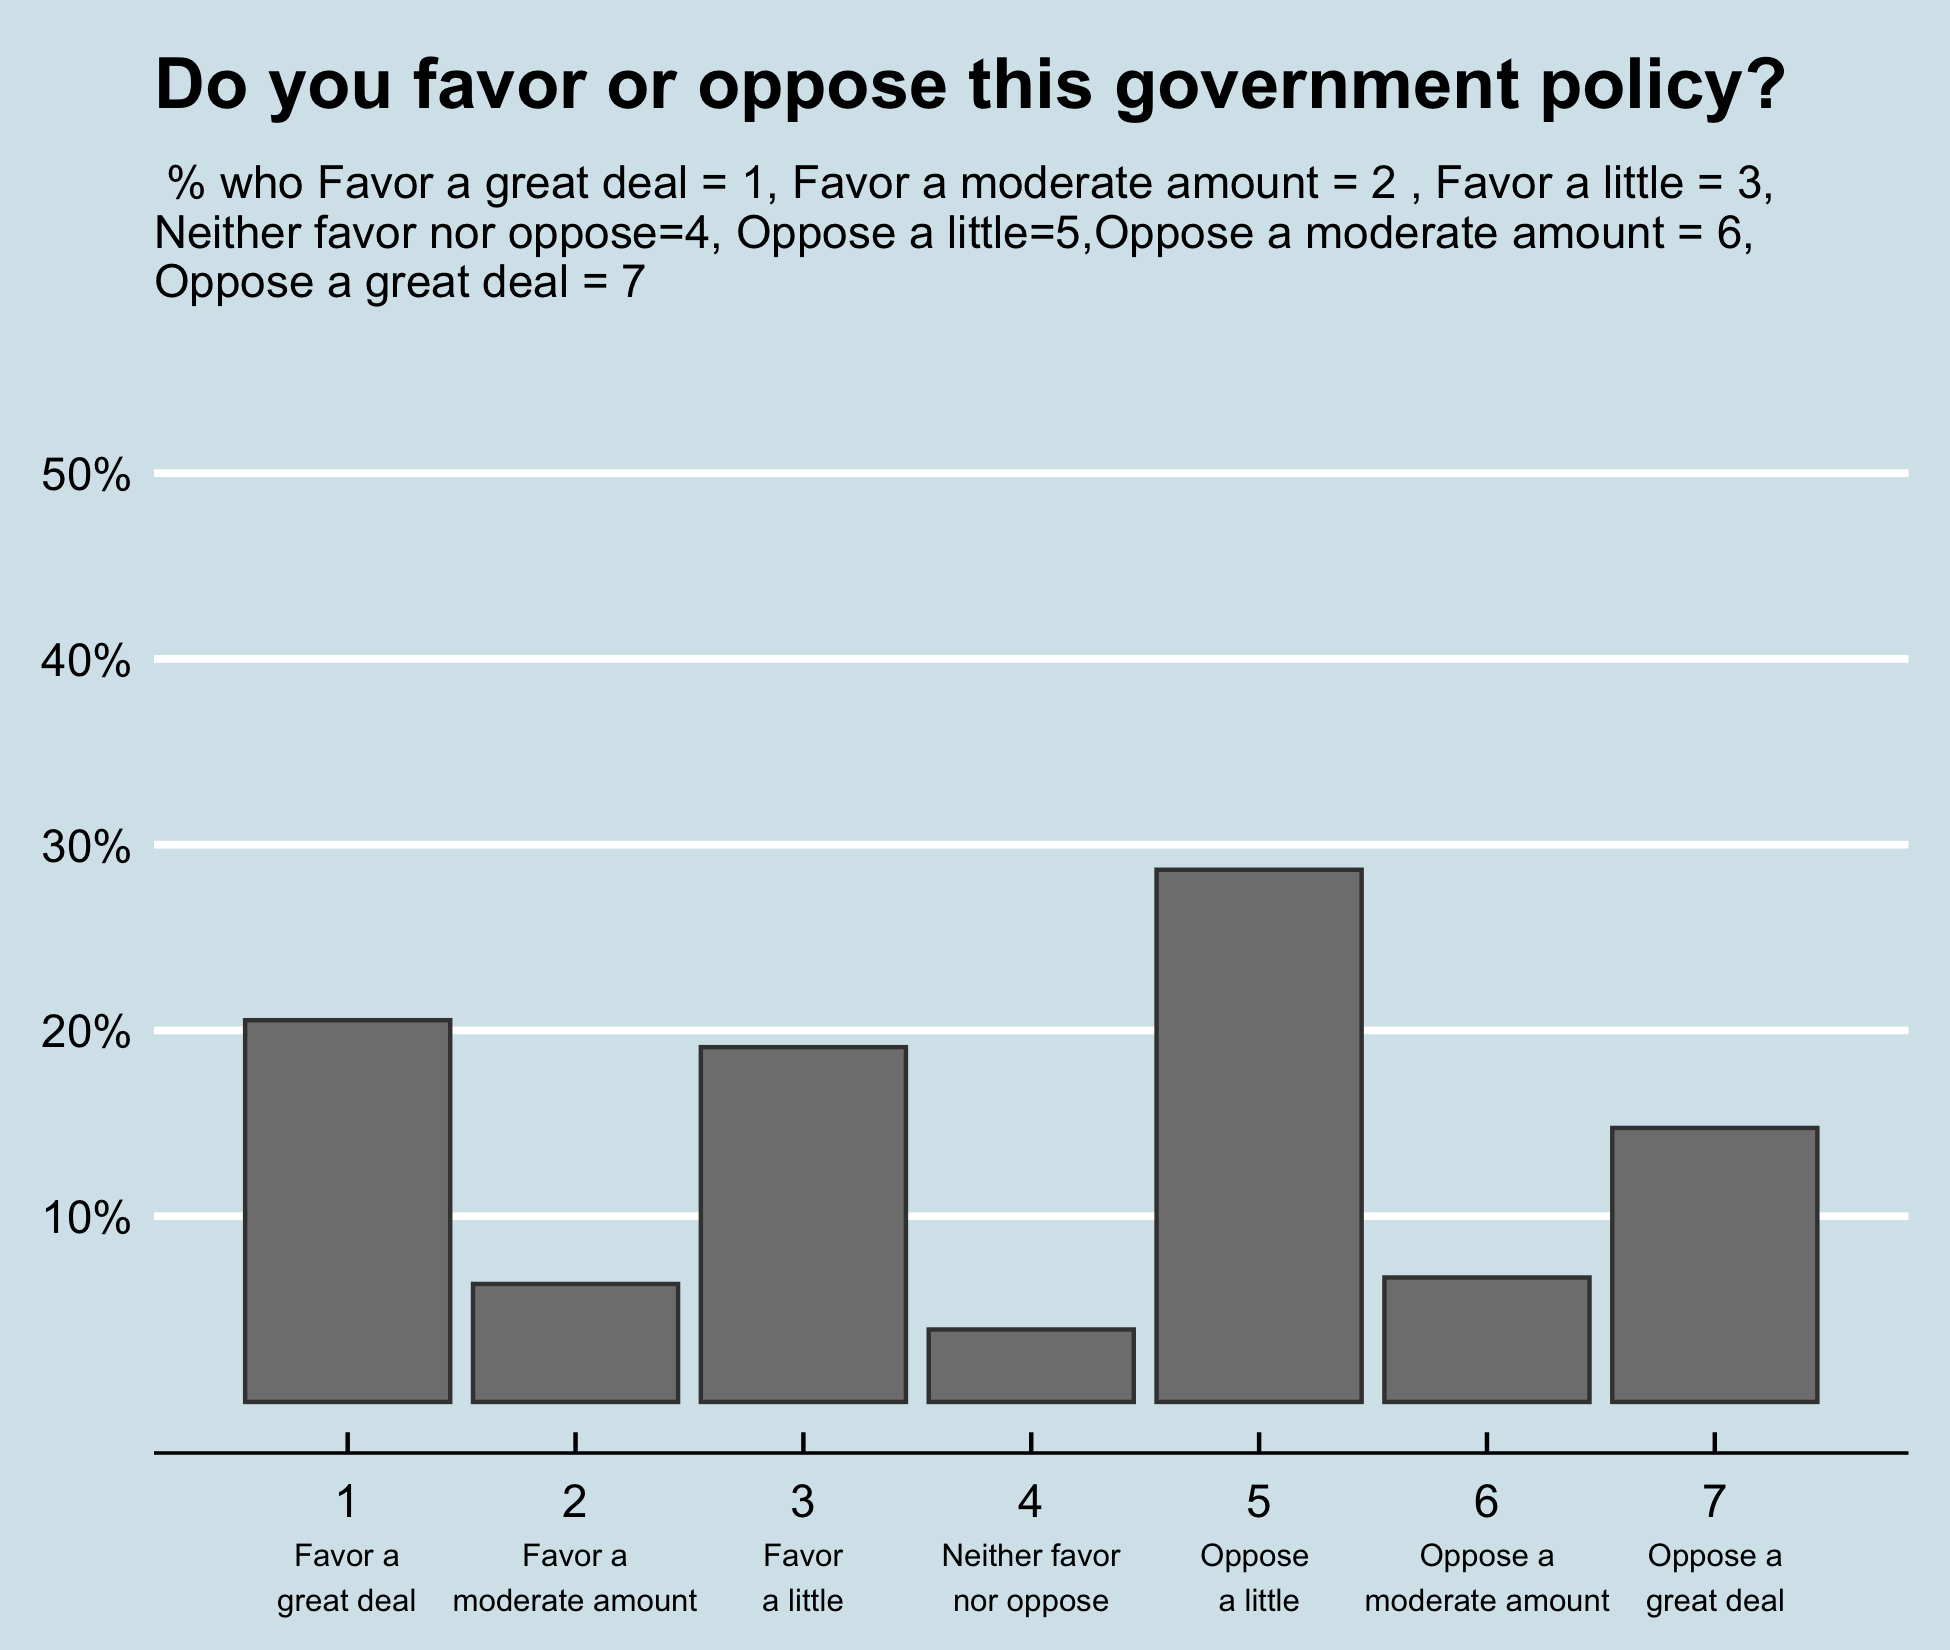 Do you favor or oppose this government policy?
% who Favor a great deal = 1, Favor a moderate amount = 2 , Favor a little = 3,
Neither favor nor oppose=4, Oppose a little=5,Oppose a moderate amount = 6,
Oppose a great deal = 7
50%
40%
30%
20%
10%
1 2 3 4 5 6 7
Favor a Favor a Favor Neither favor Oppose Oppose a Oppose a
great deal moderate amount a little nor oppose a little moderate amount great deal